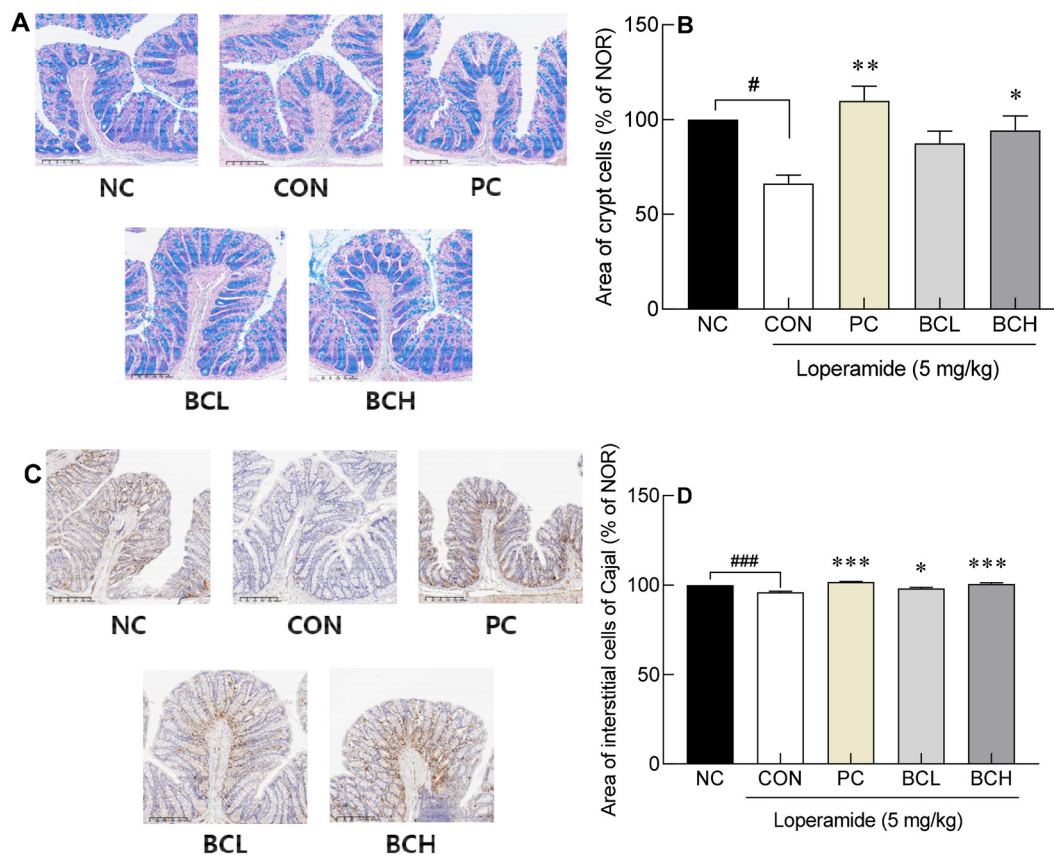 A
NC
CON
PC
BCL
BCH
B
Area of crypt cells (% of NOR)
150
100
50
0
#
**
*
NC CON PC BCL BCH
Loperamide (5 mg/kg)
C
NC
CON
PC
BCL
BCH
D
Area of interstitial cells of Cajal (% of NOR)
150
100
50
0
###
***
*
***
NC CON PC BCL BCH
Loperamide (5 mg/kg)